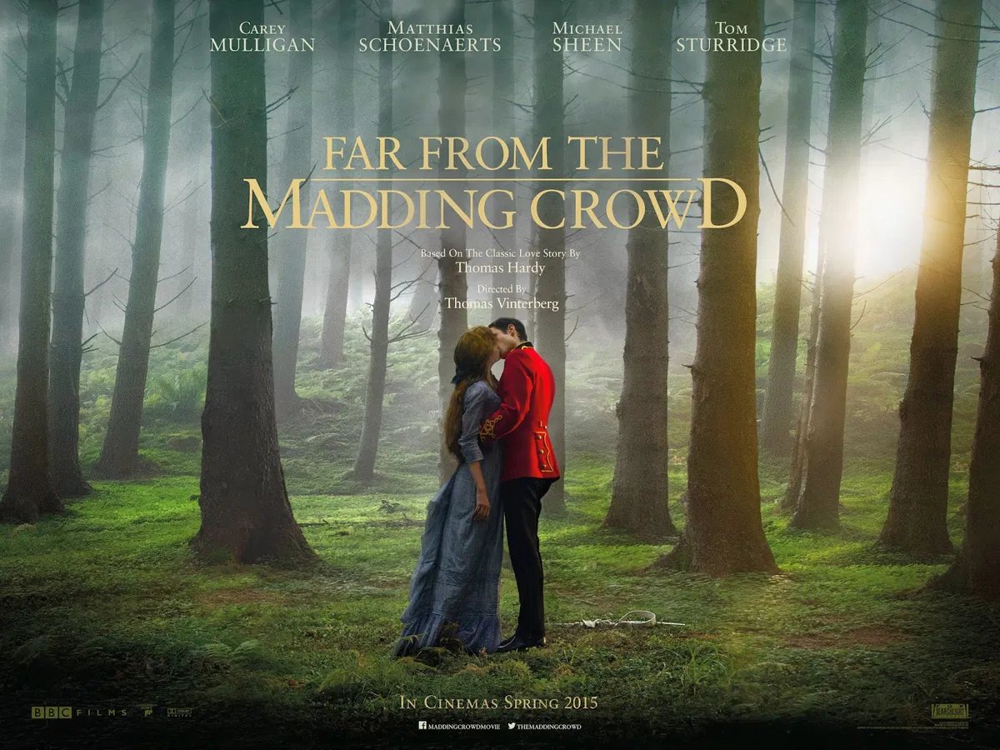 Carey Matthias Michael Tom
MULLIGAN SCHOENAERTS SHEEN STURRIDGE
FAR FROM THE
MADDING CROWD
Based On The Classic Love Story By
Thomas Hardy
Directed By
Thomas Vinterberg
In Cinemas Spring 2015
MADDINGCROWDMOVIE THEMADDINGCROWD
BBC FILMS